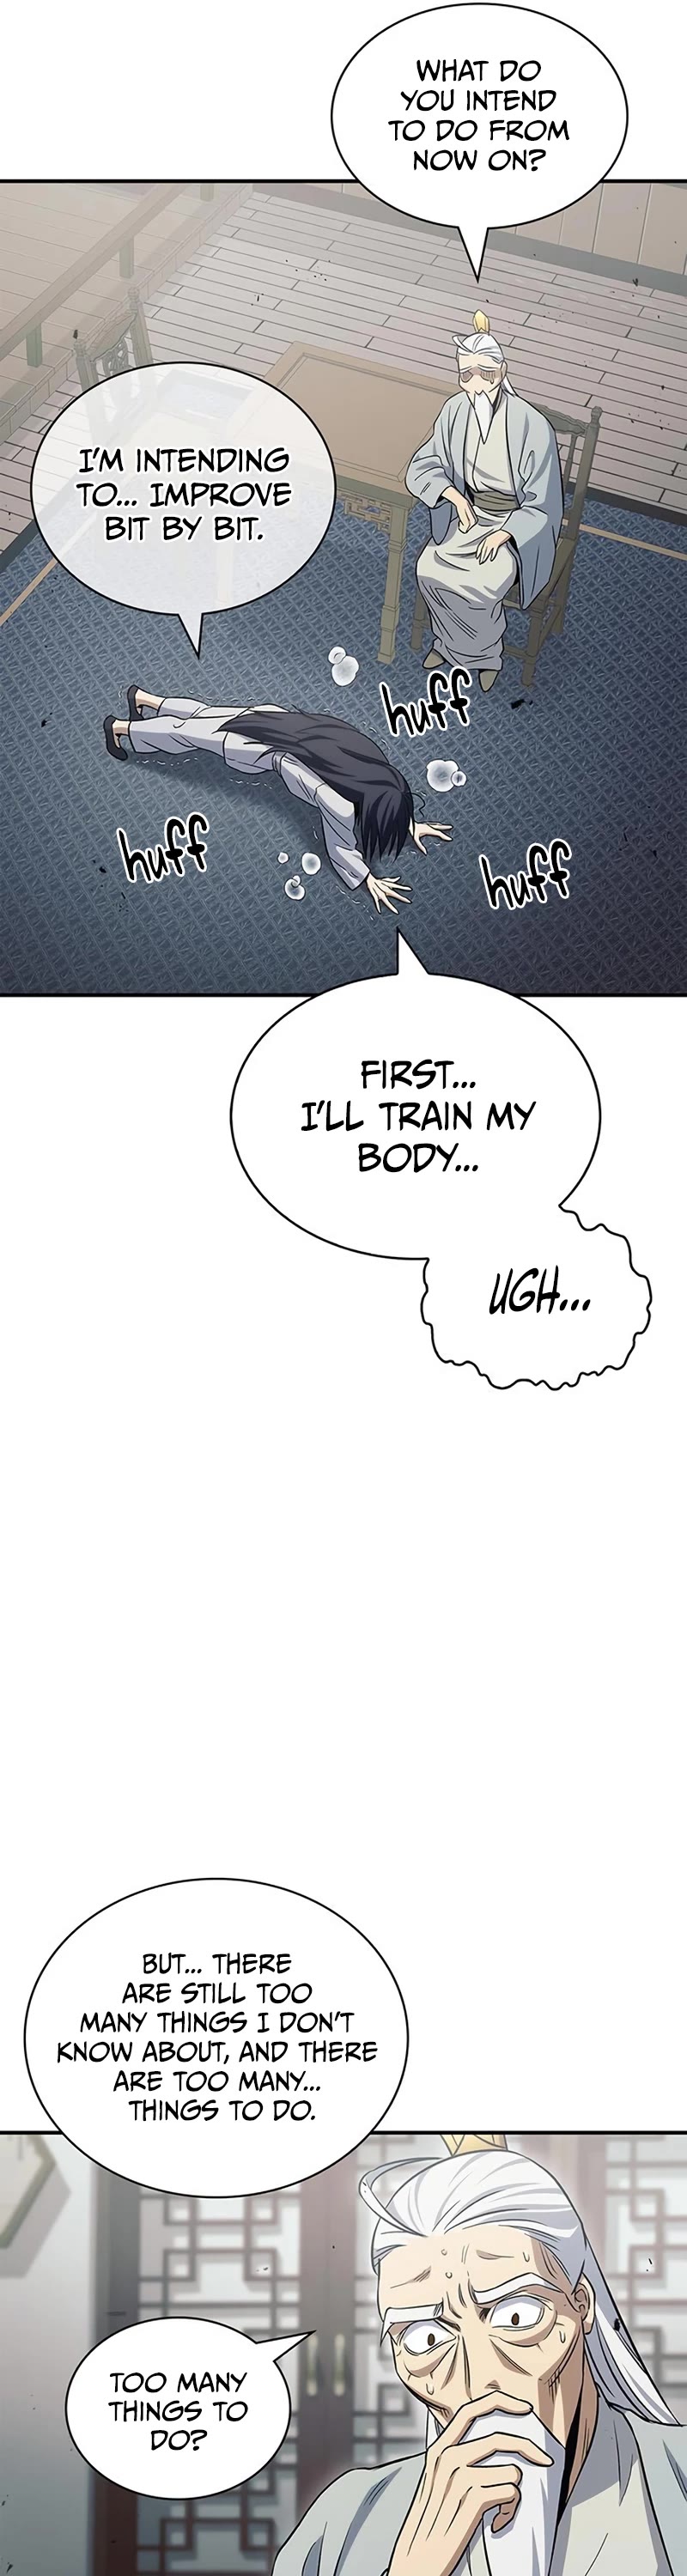 WHAT DO
YOU INTEND
TO DO FROM
NOW ON?
I'M INTENDING
TO... IMPROVE
BIT BY BIT.
huff
huff
huff
FIRST...
I'LL TRAIN MY
BODY...
UGH...
BUT... THERE
ARE STILL TOO
MANY THINGS I DON'T
KNOW ABOUT, AND THERE
ARE TOO MANY...
THINGS TO DO.
TOO MANY
THINGS TO
DO?